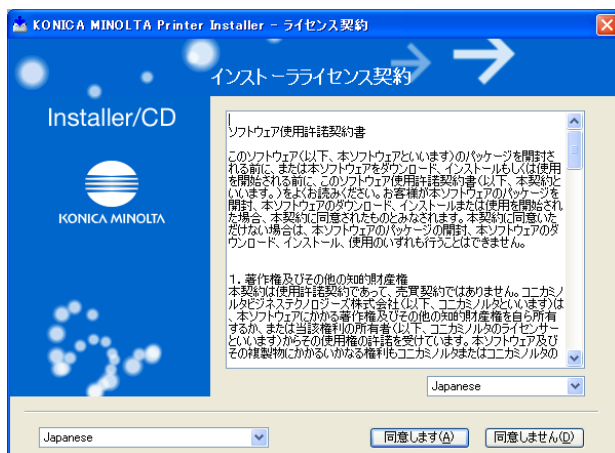 KONICA MINOLTA Printer Installer - ライセンス契約
インストーラライセンス契約
Installer/CD
KONICA MINOLTA
ソフトウェア使用許諾契約書
このソフトウェア(以下、本ソフトウェアといいます)のパッケージを開封さ
れる前に、または本ソフトウェアをダウンロード、インストールもしくは使用
を開始される前に、このソフトウェア使用許諾契約書(以下、本契約と
いいます。)をよくお読みください。お客様が本ソフトウェアのパッケージを
開封、本ソフトウェアのダウンロード、インストールまたは使用を開始され
た場合、本契約に同意されたものとみなされます。本契約に同意いた
だけない場合は、本ソフトウェアのパッケージの開封、本ソフトウェアのダ
ウンロード、インストール、使用のいずれも行うことはできません。
1. 著作権及びその他の知的財産権
本契約は使用許諾契約であって、売買契約ではありません。コニカミノ
ルタビジネステクノロジーズ株式会社(以下、コニカミノルタといいます)は
、本ソフトウェアにかかる著作権及びその他の知的財産権を自ら所有
するか、または当該権利の所有者(以下、コニカミノルタのライセンサー
といいます)からその使用権の許諾を受けています。本ソフトウェア及び
その複製物にかかるいかなる権利もコニカミノルタまたはコニカミノルタの
Japanese
Japanese
同意します(A)
同意しません(D)